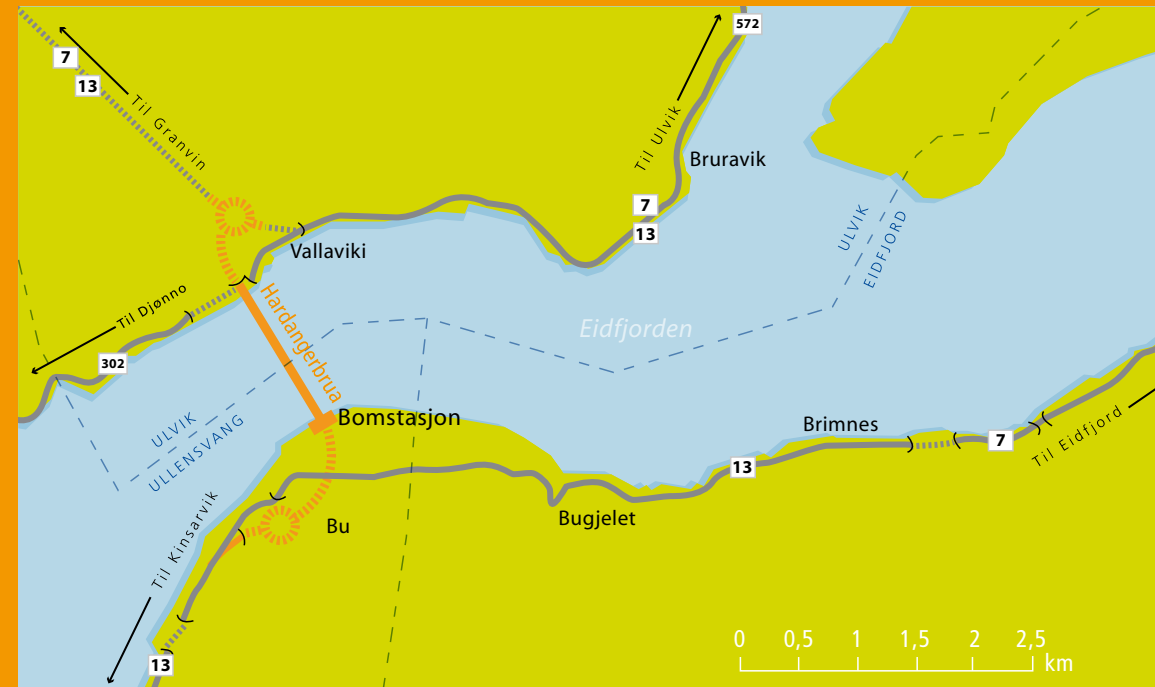 572
7
13
Til Granvin
Til Ulvik
Bruravik
7
13
ULVIK
EIDFJORD
Vallaviki
Til Djønno
302
Hardangerbrua
Eidfjorden
ULVIK
ULLENSVANG
Bomstasjon
Brimnes
7
13
Til Eidfjord
Til Kinsarvik
Bu
Bugjelet
13
0 0,5 1 1,5 2 2,5
km